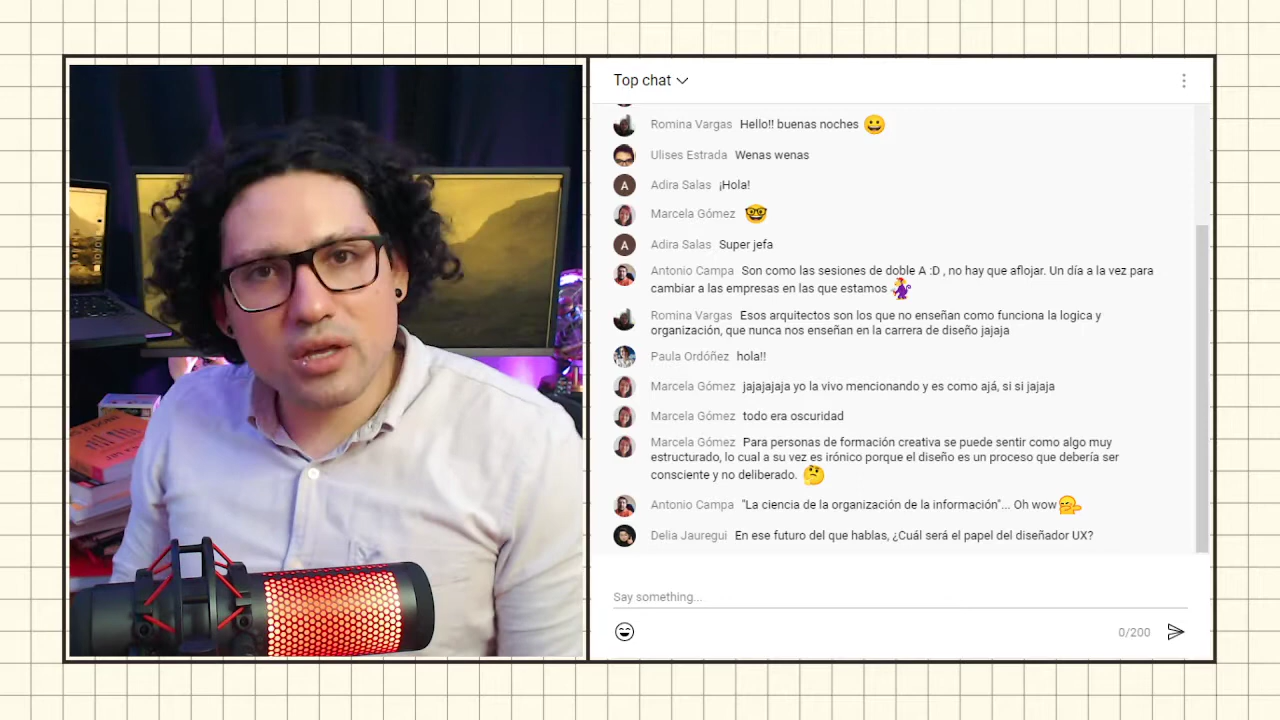 Top chat
Romina Vargas Hello!! buenas noches
Ulises Estrada Wenas wenas
A Adira Salas ¡Hola!
Marcela Gómez
A Adira Salas Super jefa
Antonio Campa Son como las sesiones de doble A :D , no hay que aflojar. Un día a la vez para
cambiar a las empresas en las que estamos
Romina Vargas Esos arquitectos son los que no enseñan como funciona la logica y
organización, que nunca nos enseñan en la carrera de diseño jajaja
Paula Ordóñez hola!!
Marcela Gómez jajajajaja yo la vivo mencionando y es como ajá, si si jajaja
Marcela Gómez todo era oscuridad
Marcela Gómez Para personas de formación creativa se puede sentir como algo muy
estructurado, lo cual a su vez es irónico porque el diseño es un proceso que debería ser
consciente y no deliberado.
Antonio Campa "La ciencia de la organización de la información"... Oh wow
Delia Jauregui En ese futuro del que hablas, ¿Cuál será el papel del diseñador UX?
Say something...
0/200